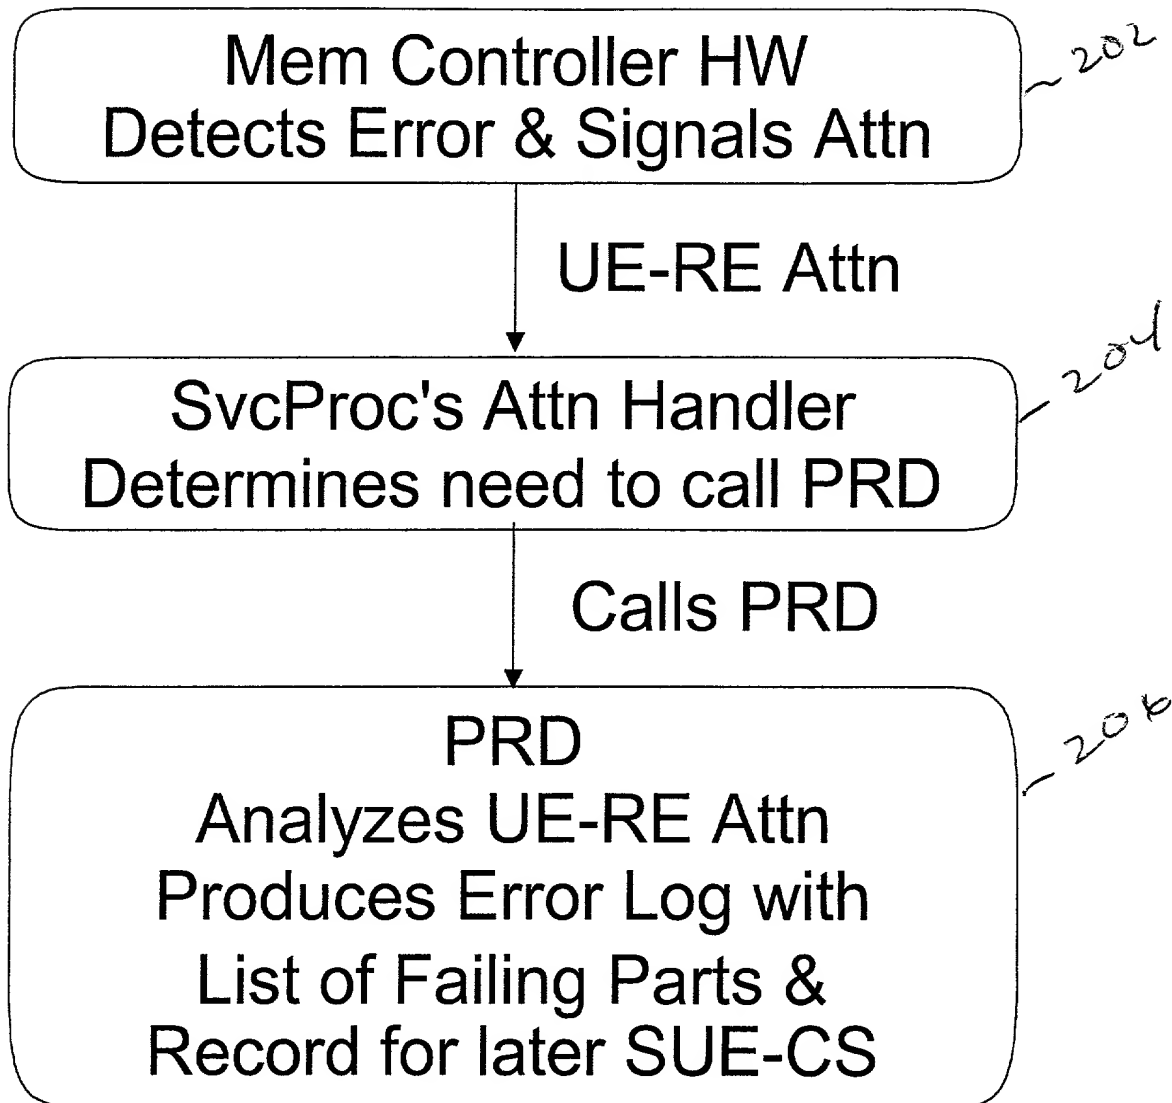 Mem Controller HW
Detects Error & Signals Attn
202
UE-RE Attn
SvcProc's Attn Handler
Determines need to call PRD
204
Calls PRD
PRD
Analyzes UE-RE Attn
Produces Error Log with
List of Failing Parts &
Record for later SUE-CS
206